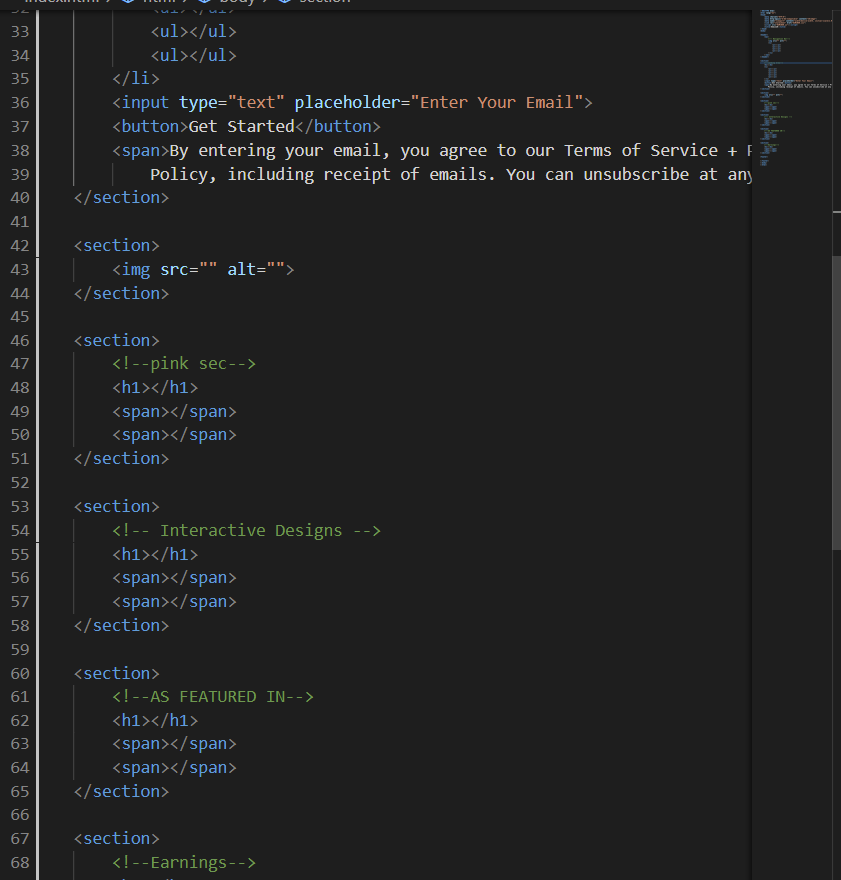 index.html > html > body > section
32 <ul></ul>
33 <ul></ul>
34 <ul></ul>
35 </li>
36 <input type="text" placeholder="Enter Your Email">
37 <button>Get Started</button>
38 <span>By entering your email, you agree to our Terms of Service +
39 Policy, including receipt of emails. You can unsubscribe at any
40 </section>
41
42 <section>
43 <img src="" alt="">
44 </section>
45
46 <section>
47 <!--pink sec-->
48 <h1></h1>
49 <span></span>
50 <span></span>
51 </section>
52
53 <section>
54 <!-- Interactive Designs -->
55 <h1></h1>
56 <span></span>
57 <span></span>
58 </section>
59
60 <section>
61 <!--AS FEATURED IN-->
62 <h1></h1>
63 <span></span>
64 <span></span>
65 </section>
66
67 <section>
68 <!--Earnings-->